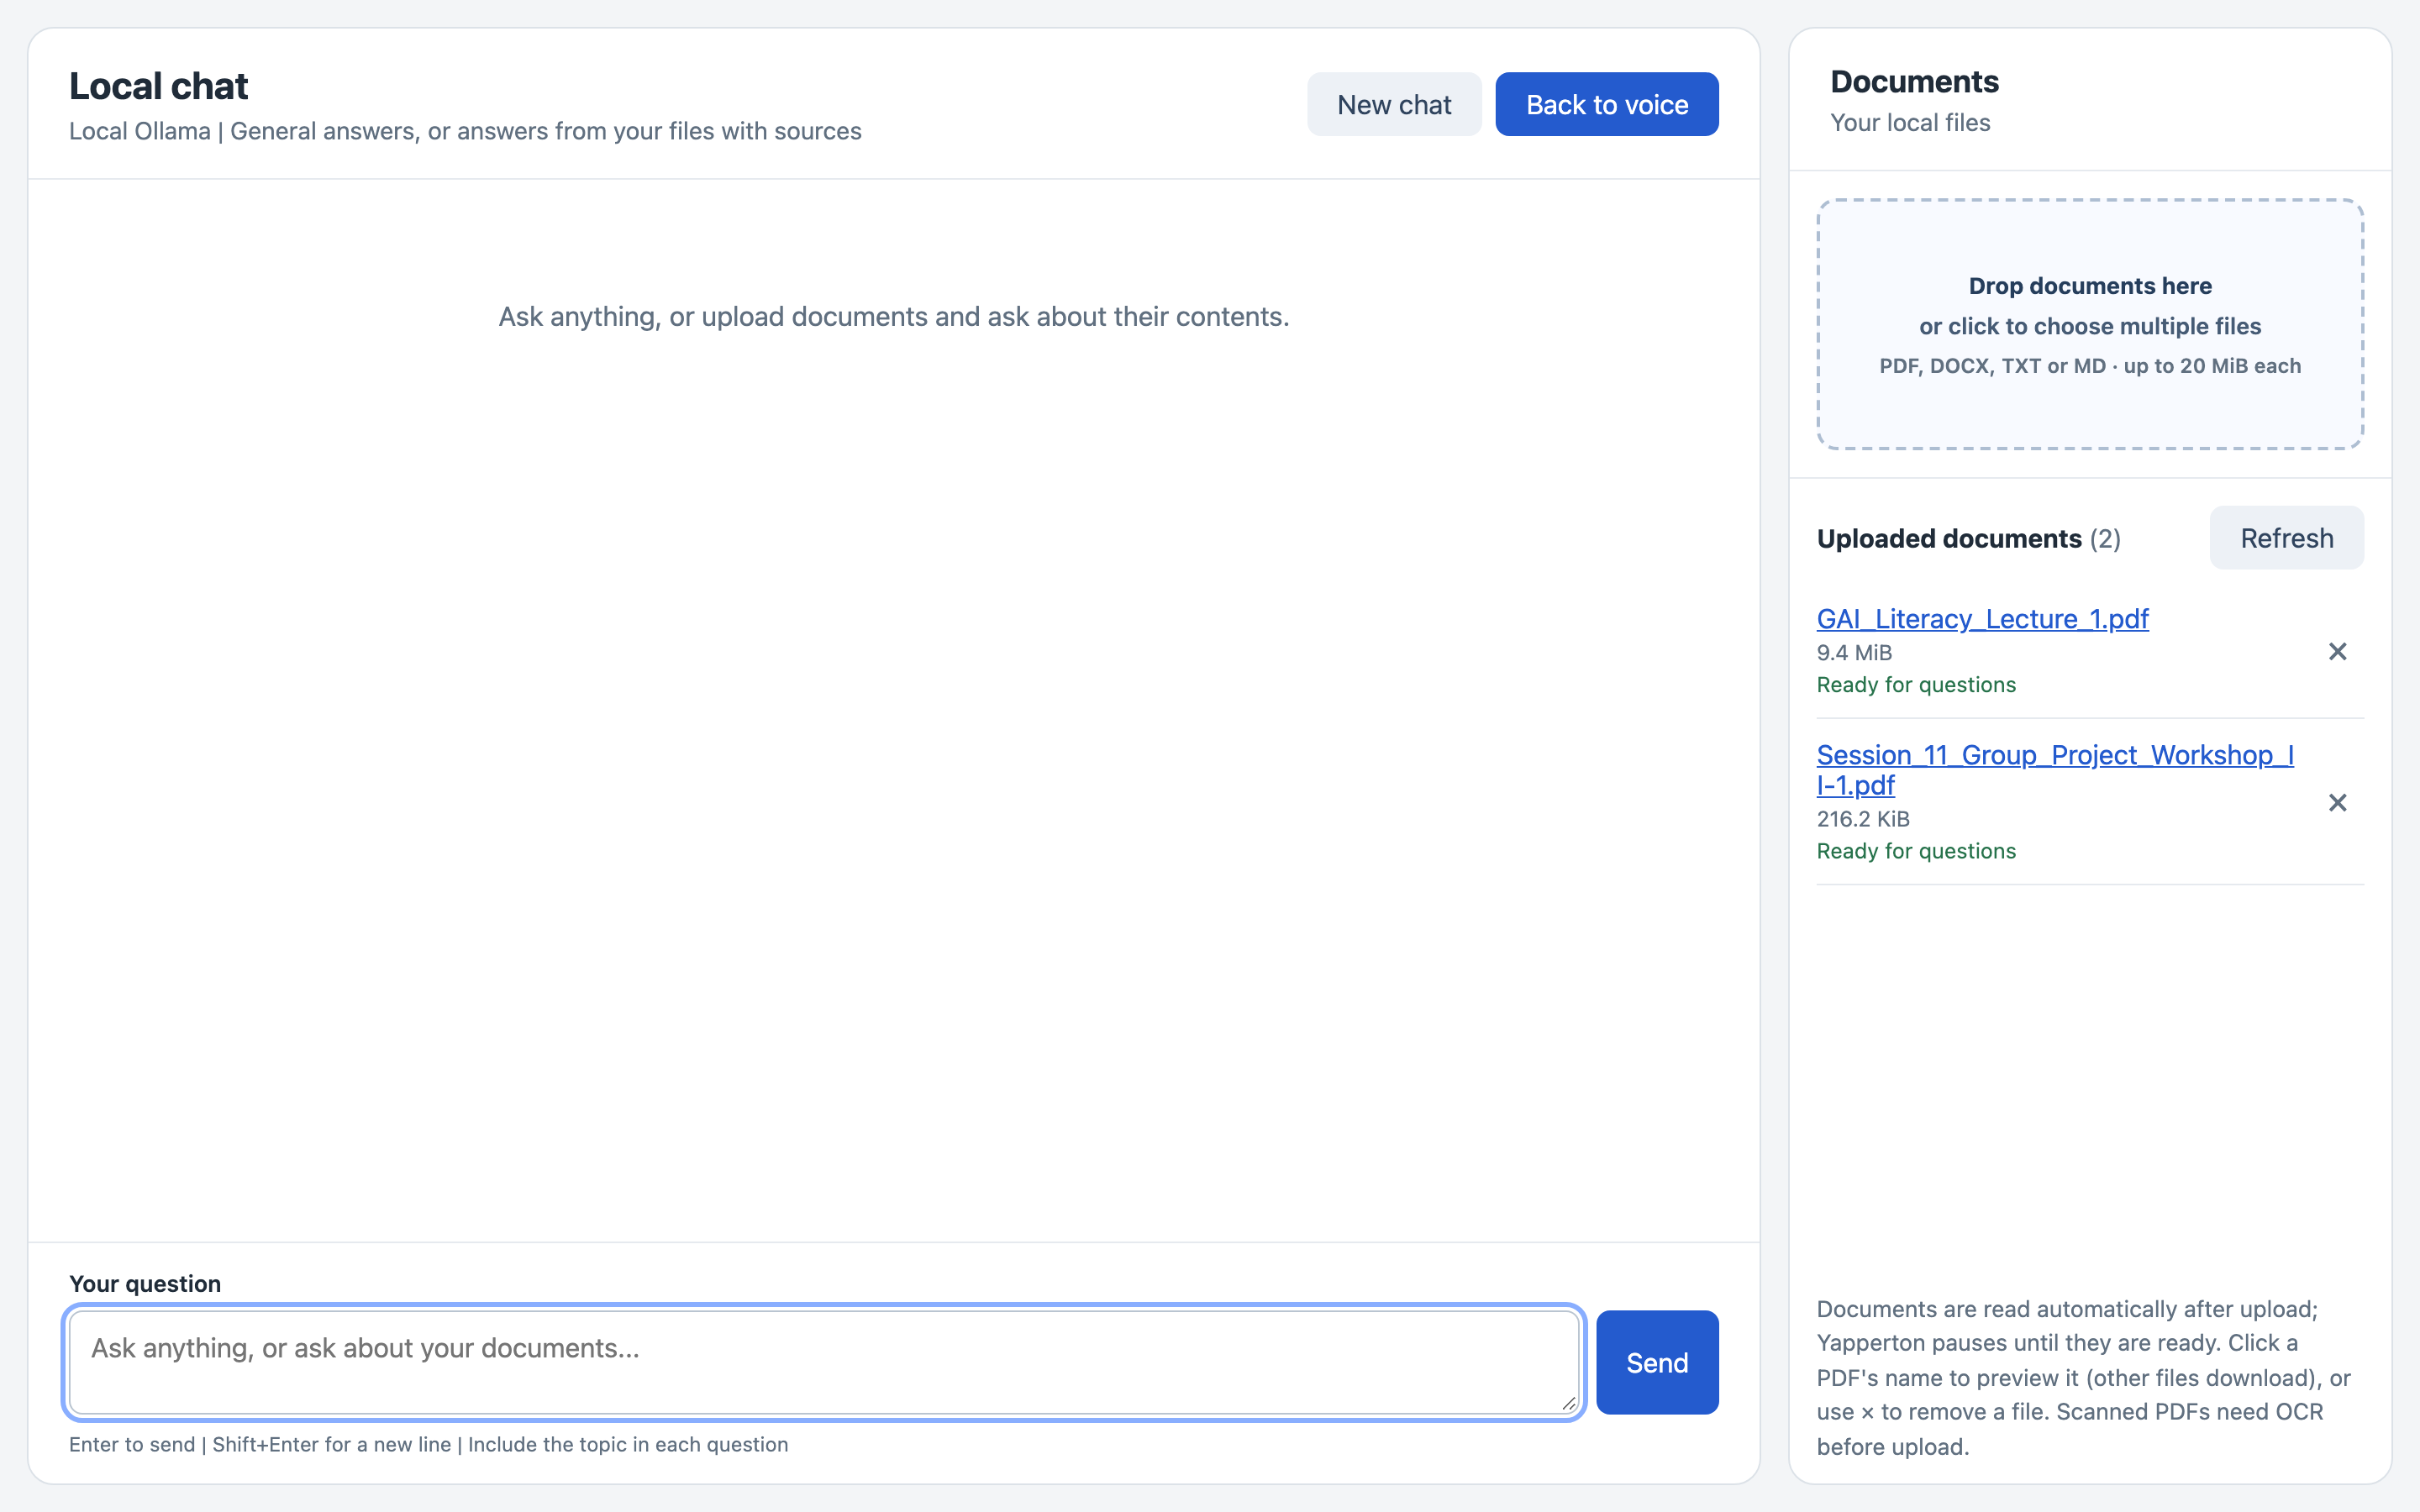 Local chat
Local Ollama | General answers, or answers from your files with sources
New chat
Back to voice
Ask anything, or upload documents and ask about their contents.
Your question
Ask anything, or ask about your documents...
Send
Enter to send | Shift+Enter for a new line | Include the topic in each question
Documents
Your local files
Drop documents here
or click to choose multiple files
PDF, DOCX, TXT or MD · up to 20 MiB each
Uploaded documents (2)
Refresh
GAI_Literacy_Lecture_1.pdf
9.4 MiB
Ready for questions
×
Session_11_Group_Project_Workshop_I
I-1.pdf
216.2 KiB
Ready for questions
×
Documents are read automatically after upload;
Yapperton pauses until they are ready. Click a
PDF's name to preview it (other files download), or
use × to remove a file. Scanned PDFs need OCR
before upload.